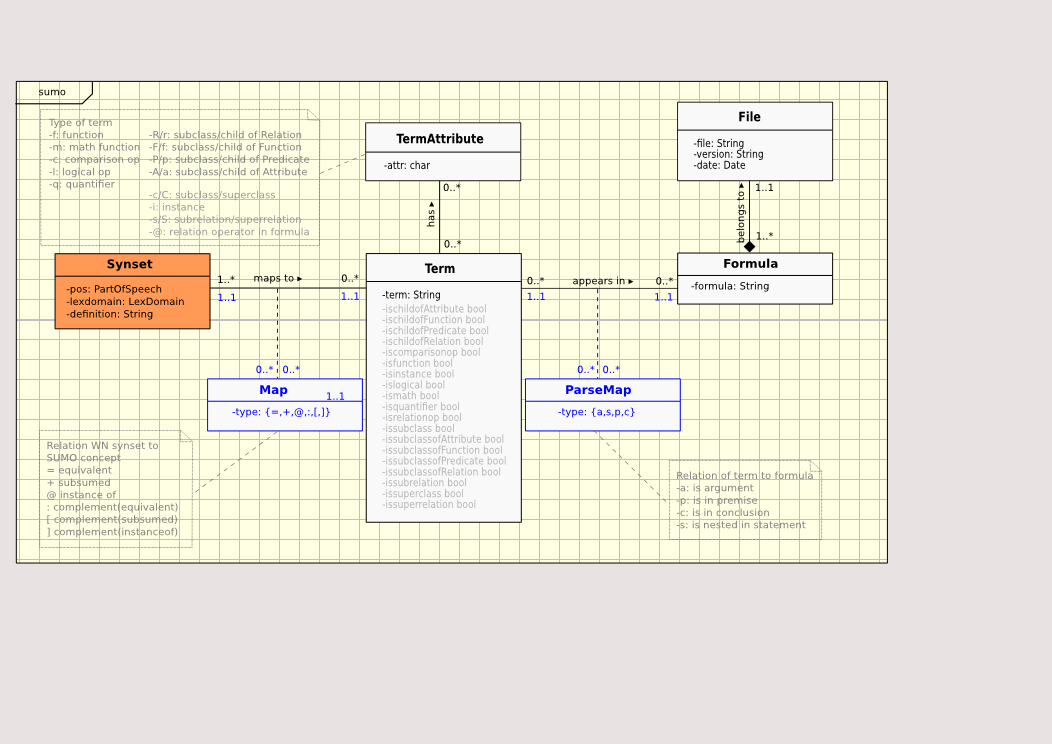 sumo
Type of term
-f: function
-m: math function
-c: comparison op
-l: logical op
-q: quantifier
-R/r: subclass/child of Relation
-F/f: subclass/child of Function
-P/p: subclass/child of Predicate
-A/a: subclass/child of Attribute
-c/C: subclass/superclass
-i: instance
-s/S: subrelation/superrelation
-@: relation operator in formula
TermAttribute
-attr: char
File
-file: String
-version: String
-date: Date
0..*
has ▸
0..*
1..1
belongs to ▸
1..*
Synset
-pos: PartOfSpeech
-lexdomain: LexDomain
-definition: String
1..*
maps to ▸
0..*
1..1
1..1
Term
-term: String
-ischildofAttribute bool
-ischildofFunction bool
-ischildofPredicate bool
-ischildofRelation bool
-iscomparisonop bool
-isfunction bool
-isinstance bool
-islogical bool
-ismath bool
-isquantifier bool
-isrelationop bool
-issubclass bool
-issubclassofAttribute bool
-issubclassofFunction bool
-issubclassofPredicate bool
-issubclassofRelation bool
-issubrelation bool
-issuperclass bool
-issuperrelation bool
0..*
appears in ▸
0..*
1..1
1..1
Formula
-formula: String
0..* 0..*
Map
1..1
-type: {=,+,@,:,[,]}
0..* 0..*
ParseMap
-type: {a,s,p,c}
Relation WN synset to
SUMO concept
= equivalent
+ subsumed
@ instance of
: complement(equivalent)
[ complement(subsumed)
] complement(instanceof)
Relation of term to formula
-a: is argument
-p: is in premise
-c: is in conclusion
-s: is nested in statement